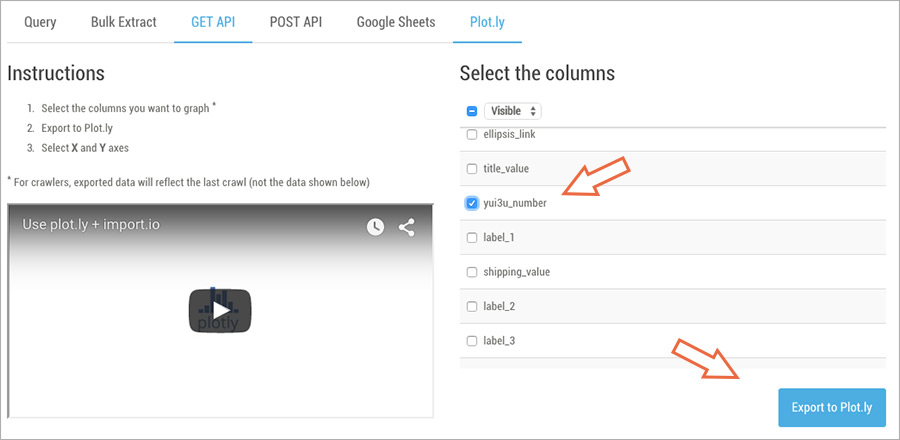 Query Bulk Extract GET API POST API Google Sheets Plot.ly
Instructions
1. Select the columns you want to graph *
2. Export to Plot.ly
3. Select X and Y axes
* For crawlers, exported data will reflect the last crawl (not the data shown below)
Use plot.ly + import.io
plotly
Select the columns
Visible
ellipsis_link
title_value
yui3u_number
label_1
shipping_value
label_2
label_3
Export to Plot.ly